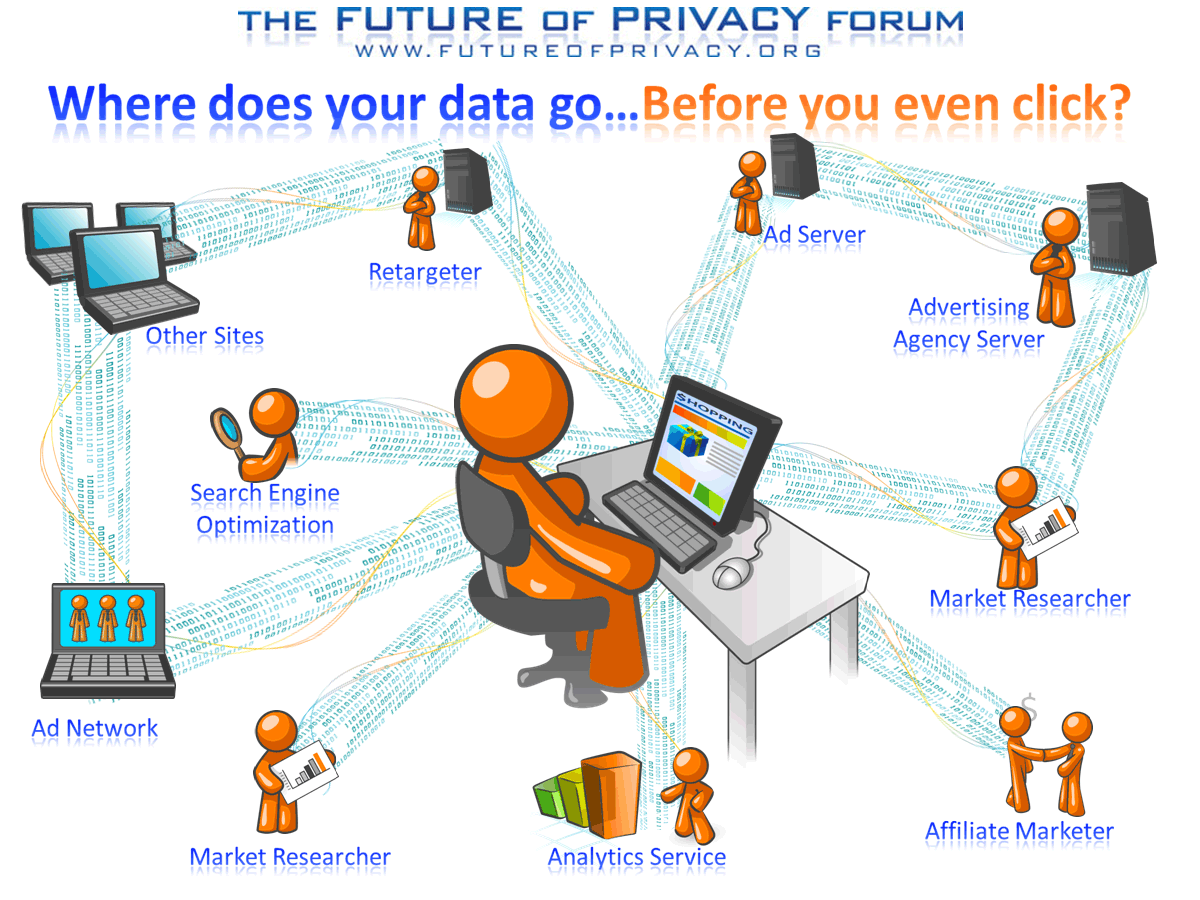 THE FUTURE OF PRIVACY FORUM
WWW.FUTUREOFPRIVACY.ORG
Where does your data go...Before you even click?
Ad Server
Retargeter
Advertising
Agency Server
Other Sites
$HOPPING
Search Engine
Optimization
Market Researcher
$
Ad Network
Affiliate Marketer
Market Researcher
Analytics Service